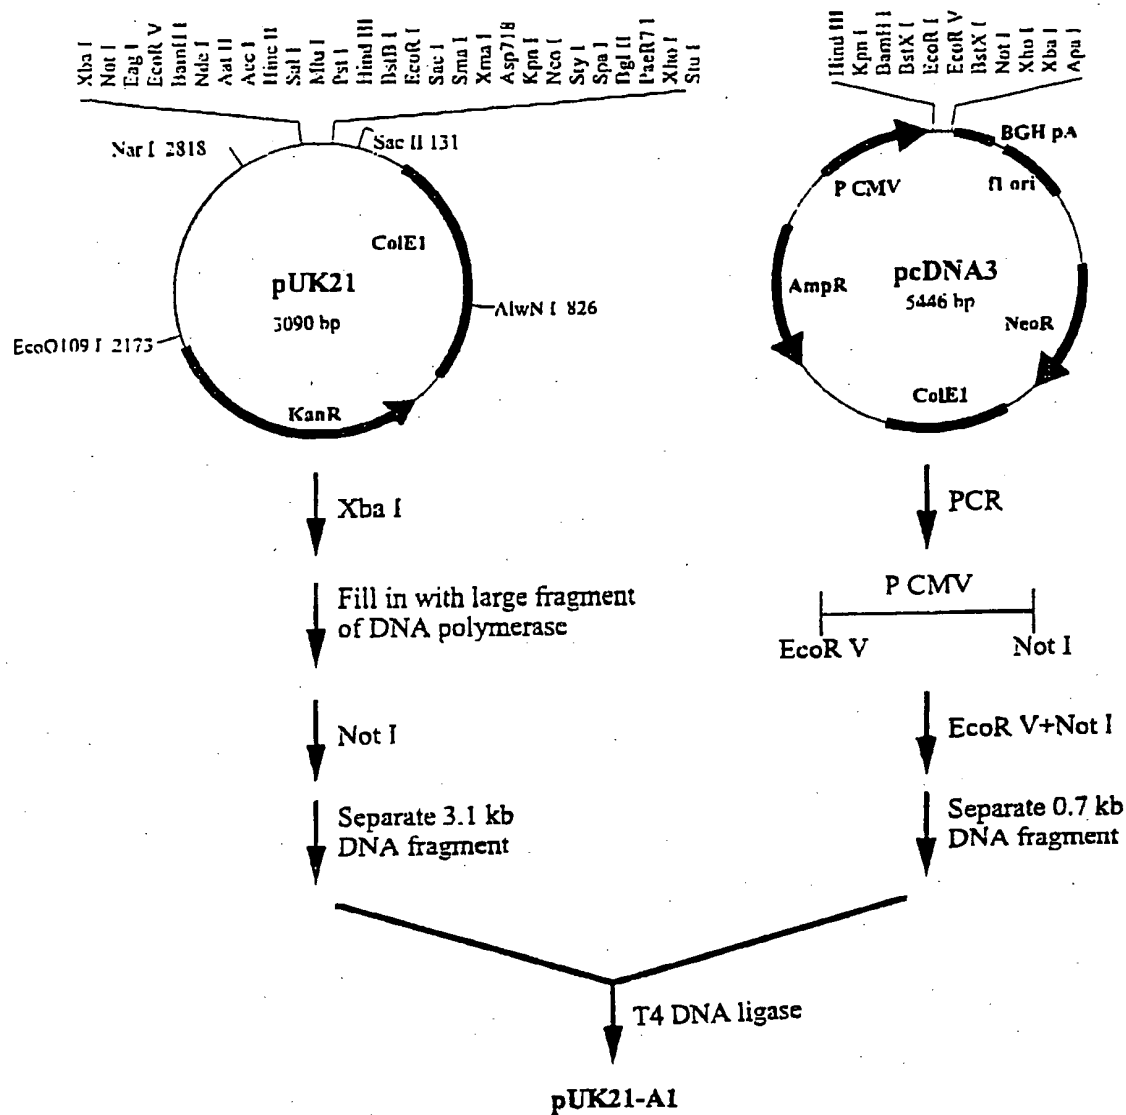 Xba I
Not I
Eag I
EcoR V
BamH I
Nde I
Aat II
Acc I
Hinc II
Sal I
Mlu I
Pst I
Hind III
BstB I
EcoR I
Sac I
Sma I
Xma I
Asp718
Kpn I
Nco I
Sty I
Spa I
Bgl II
PaeR7 I
Xho I
Stu I
Hind III
Kpn I
BamH I
BstX I
EcoR I
EcoR V
BstX I
Not I
Xho I
Xba I
Apa I
Nar I 2818
Sac II 131
BGH pA
P CMV
f1 ori
ColE1
pUK21
3090 bp
AmpR
pcDNA3
5446 bp
AlwN I 826
NeoR
EcoO109 I 2173
KanR
ColE1
Xba I
PCR
Fill in with large fragment
of DNA polymerase
P CMV
EcoR V
Not I
Not I
EcoR V+Not I
Separate 3.1 kb
DNA fragment
Separate 0.7 kb
DNA fragment
T4 DNA ligase
pUK21-A1